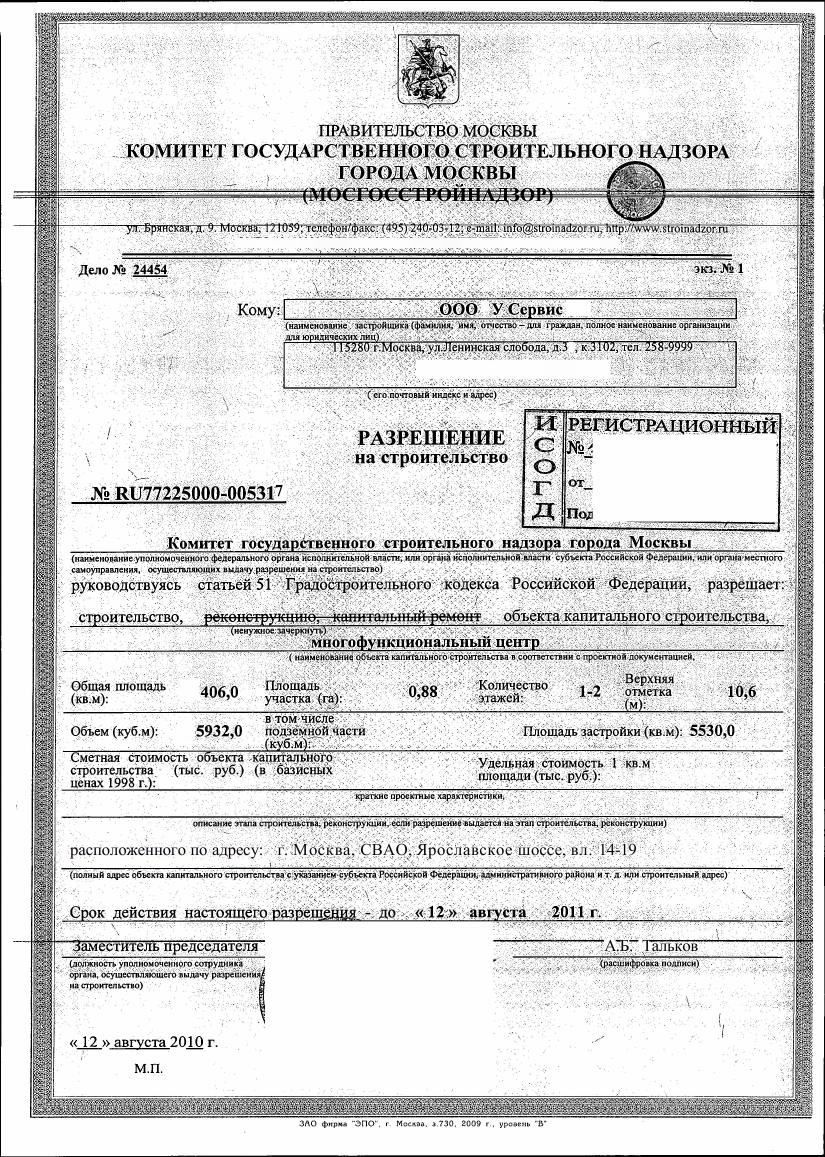 ПРАВИТЕЛЬСТВО МОСКВЫ
КОМИТЕТ ГОСУДАРСТВЕННОГО СТРОИТЕЛЬНОГО НАДЗОРА
ГОРОДА МОСКВЫ
(МОСГОССТРОЙНАДЗОР)
ул. Брянская, д. 9. Москва, 121059; телефон/факс: (495) 240-03-12; e-mail: info@stroinadzor.ru, http://www.stroinadzor.ru
Дело № 24454 экз. № 1
Кому: ООО У Сервис
(наименование застройщика (фамилия, имя, отчество – для граждан, полное наименование организации
для юридических лиц)
115280 г.Москва, ул.Ленинская слобода, д.3 , к.3102, тел. 258-9999
( его почтовый индекс и адрес)
РАЗРЕШЕНИЕ
на строительство
ИСОГД
РЕГИСТРАЦИОННЫЙ
№
от
Под
№ RU77225000-005317
Комитет государственного строительного надзора города Москвы
(наименование уполномоченного федерального органа исполнительной власти, или органа исполнительной власти субъекта Российской Федерации, или органа местного
самоуправления, осуществляющих выдачу разрешения на строительство)
руководствуясь статьей 51 Градостроительного кодекса Российской Федерации, разрешает:
строительство, реконструкцию, капитальный ремонт объекта капитального строительства,
(ненужное зачеркнуть)
многофункциональный центр
( наименование объекта капитального строительства в соответствии с проектной документацией,
Общая площадь (кв.м): 406,0 Площадь участка (га): 0,88 Количество этажей: 1-2 Верхняя отметка (м): 10,6
Объем (куб.м): 5932,0 в том числе подземной части (куб.м): Площадь застройки (кв.м): 5530,0
Сметная стоимость объекта капитального
строительства (тыс. руб.) (в базисных
ценах 1998 г.):
Удельная стоимость 1 кв.м
площади (тыс. руб.):
краткие проектные характеристики,
описание этапа строительства, реконструкции, если разрешение выдается на этап строительства, реконструкции)
расположенного по адресу: г. Москва, СВАО, Ярославское шоссе, вл. 14-19
(полный адрес объекта капитального строительства с указанием субъекта Российской Федерации, административного района и т. д. или строительный адрес)
Срок действия настоящего разрешения - до « 12 » августа 2011 г.
Заместитель председателя А.Б. Тальков
(должность уполномоченного сотрудника
органа, осуществляющего выдачу разрешения
на строительство)
(расшифровка подписи)
« 12 » августа 2010 г.
М.П.
ЗАО фирма "ЭПО", г. Москва, з.730, 2009 г., уровень "В"